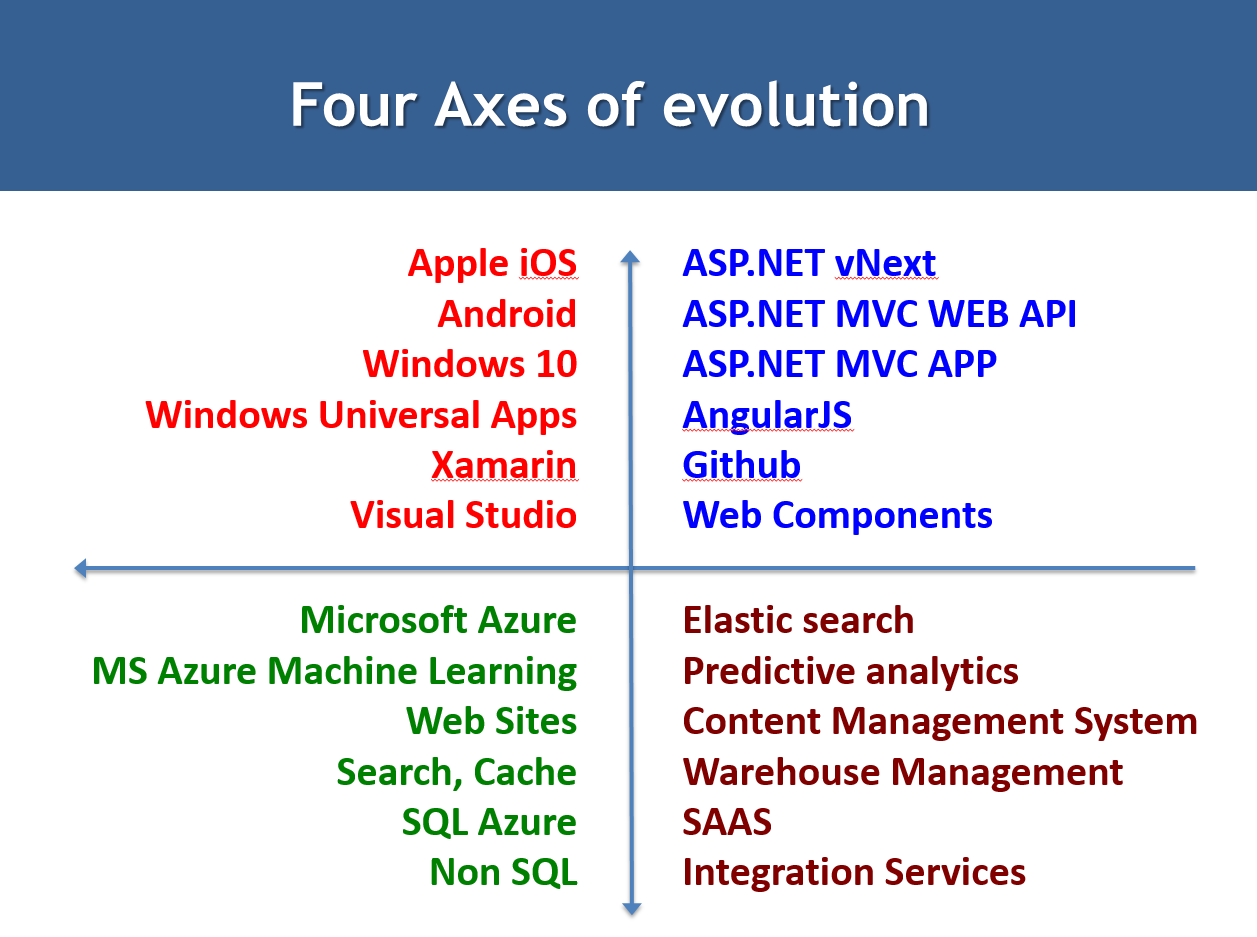 Four Axes of evolution
Apple iOS
Android
Windows 10
Windows Universal Apps
Xamarin
Visual Studio
ASP.NET vNext
ASP.NET MVC WEB API
ASP.NET MVC APP
AngularJS
Github
Web Components
Microsoft Azure
MS Azure Machine Learning
Web Sites
Search, Cache
SQL Azure
Non SQL
Elastic search
Predictive analytics
Content Management System
Warehouse Management
SAAS
Integration Services